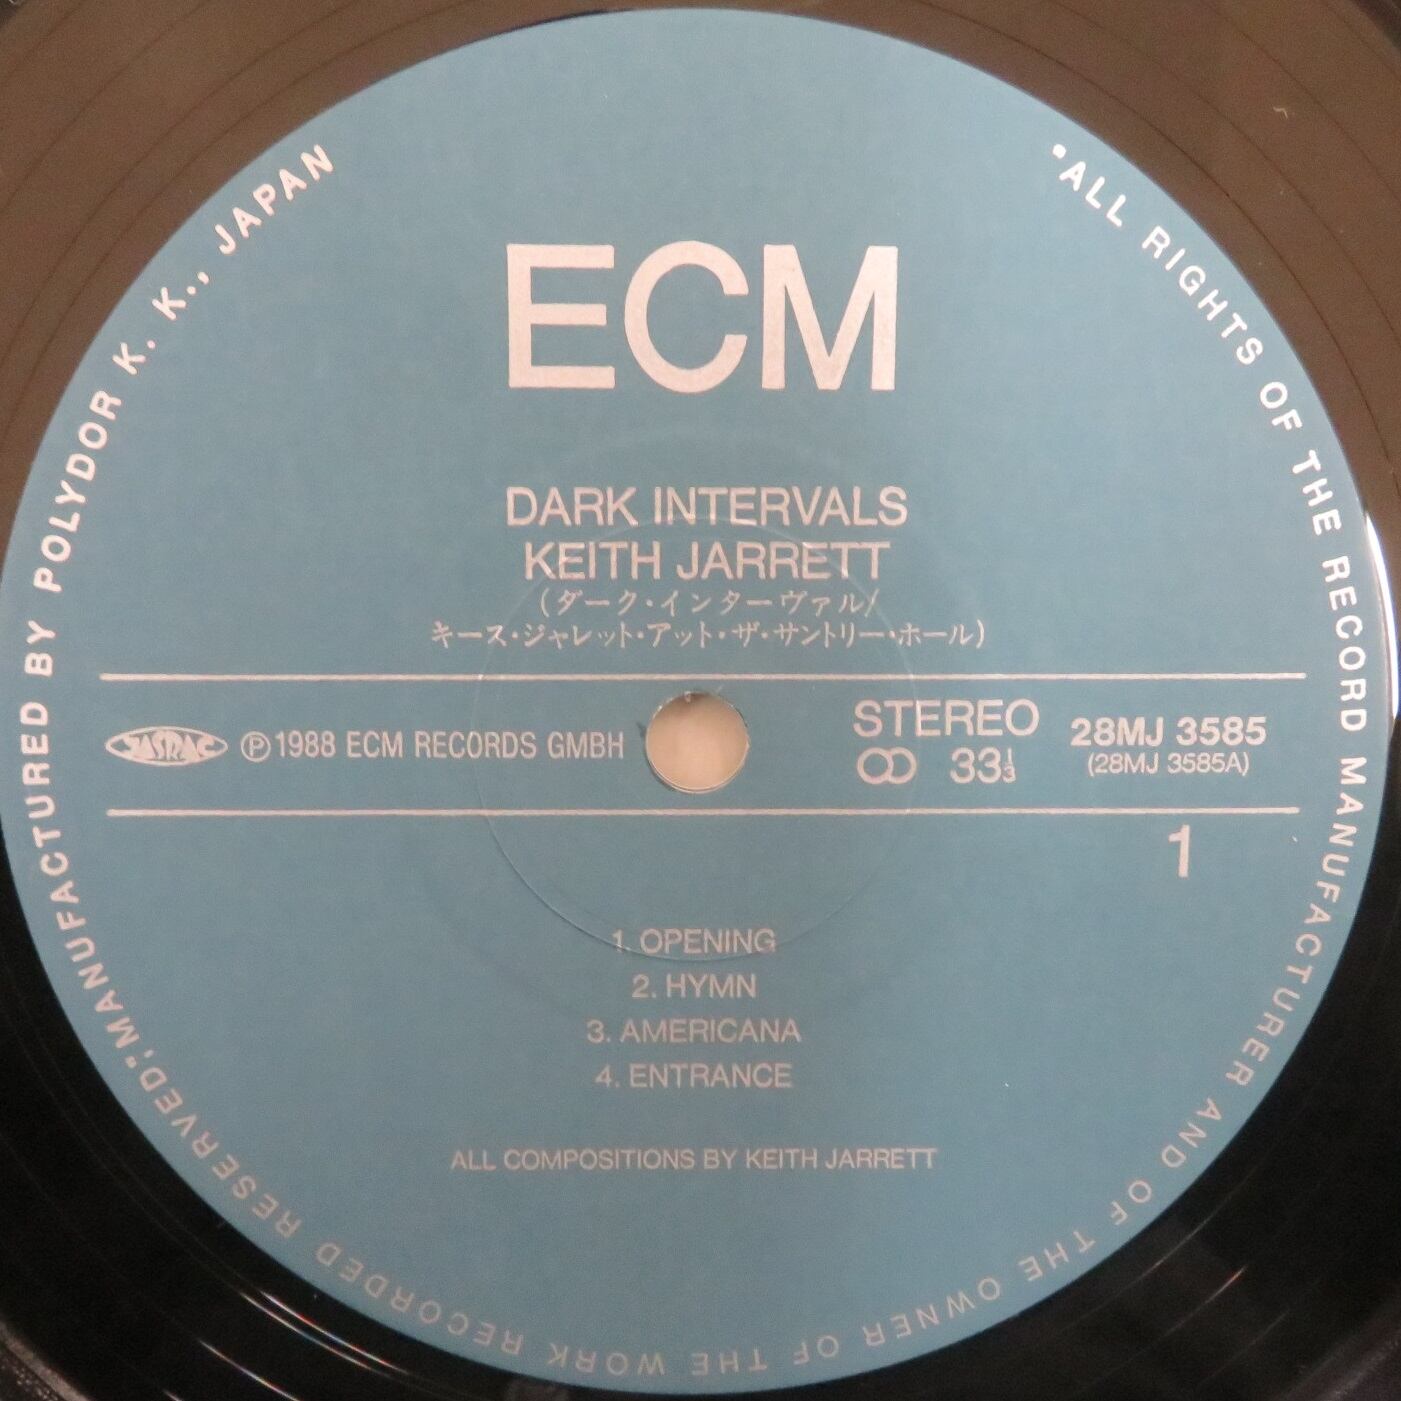 ECM
DARK INTERVALS
KEITH JARRETT
(ダーク・インターヴァル/
キース・ジャレット・アット・ザ・サントリー・ホール)
JASRAC
℗1988 ECM RECORDS GMBH
STEREO
33⅓
28MJ 3585
(28MJ 3585A)
1
1. OPENING
2. HYMN
3. AMERICANA
4. ENTRANCE
ALL COMPOSITIONS BY KEITH JARRETT
"ALL RIGHTS OF THE RECORD MANUFACTURER AND OF THE OWNER OF THE WORK RECORDED RESERVED." MANUFACTURED BY POLYDOR K. K., JAPAN